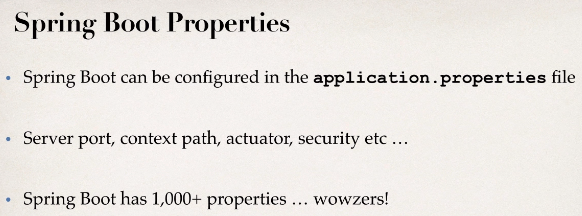 Spring Boot Properties
• Spring Boot can be configured in the application.properties file
• Server port, context path, actuator, security etc …
• Spring Boot has 1,000+ properties … wowzers!